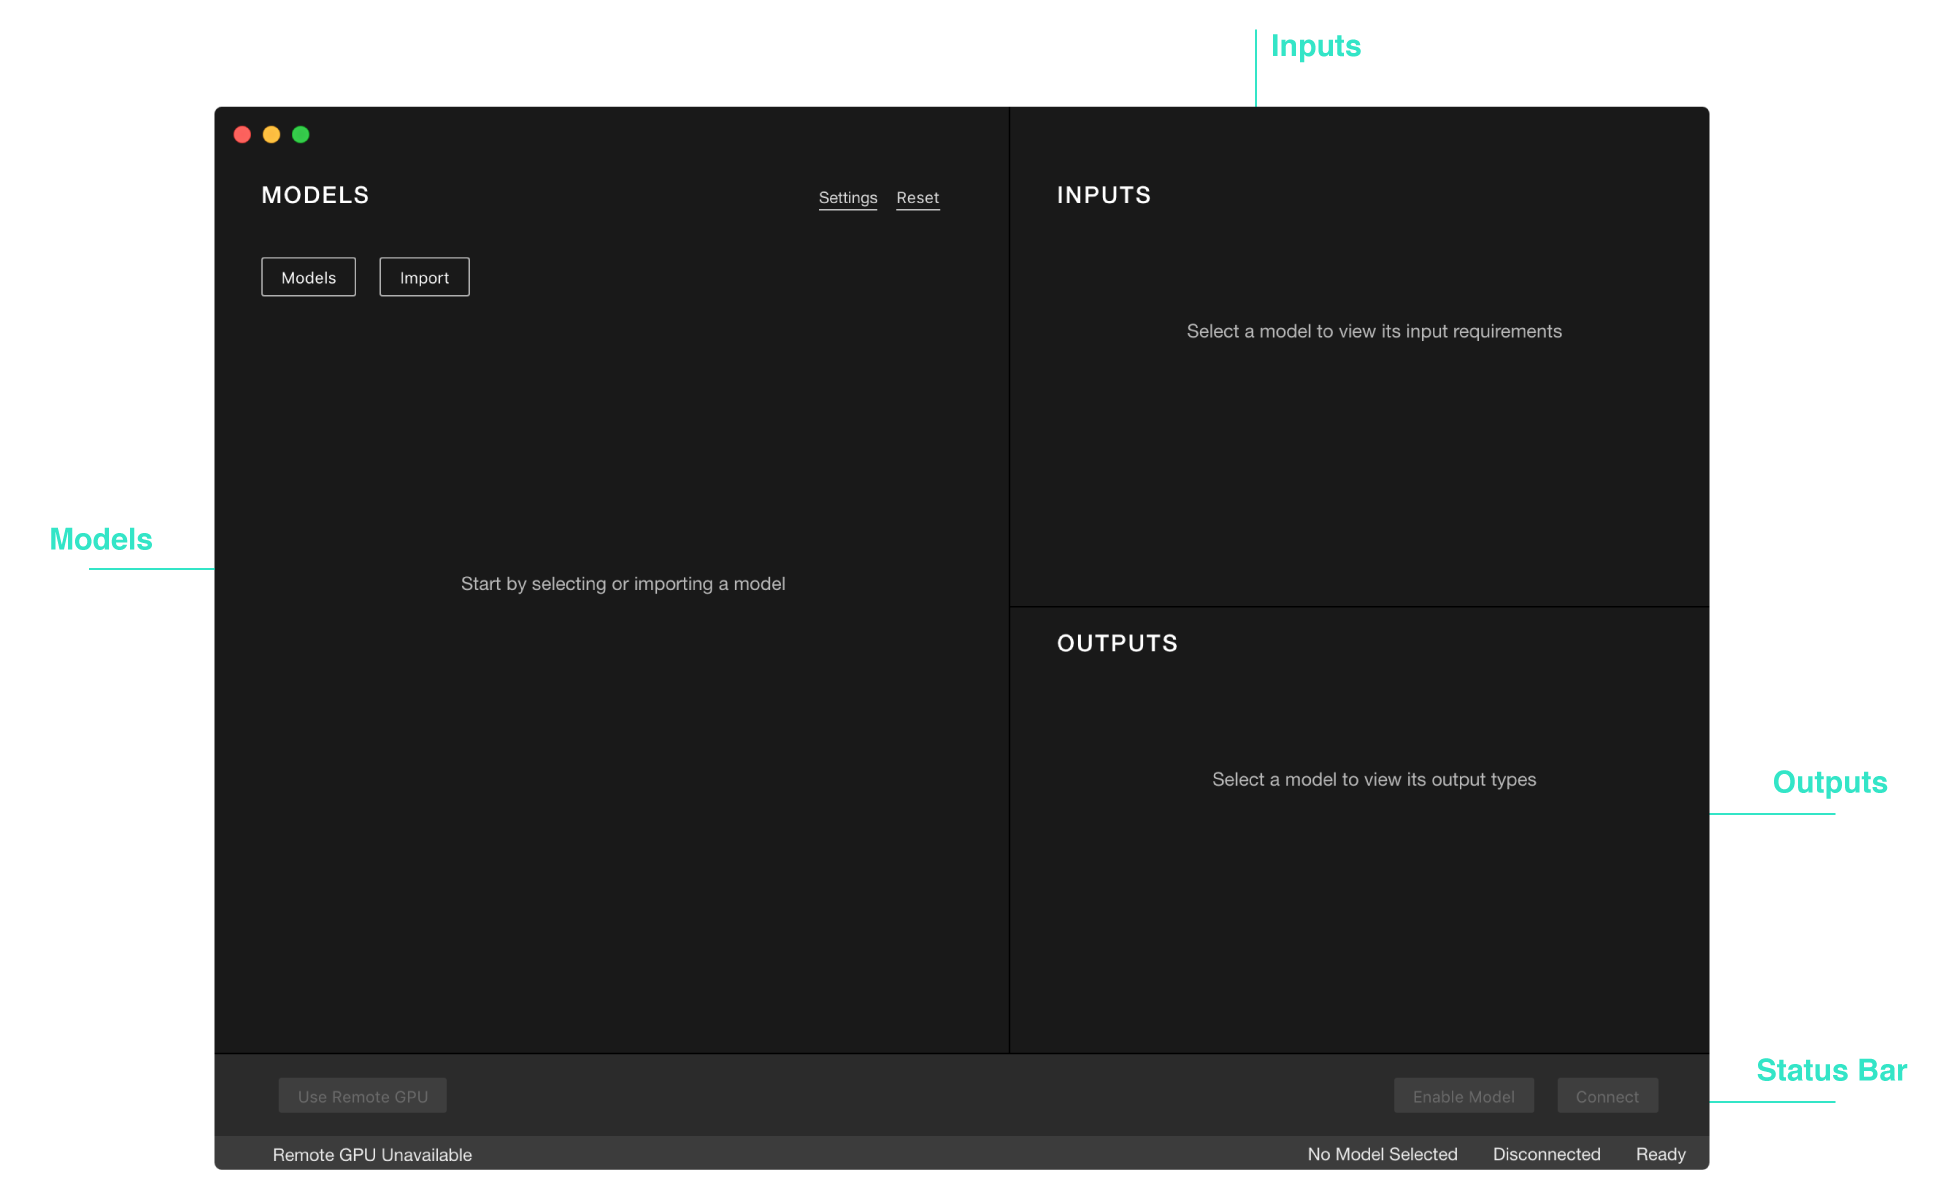 Inputs
MODELS
Settings Reset
INPUTS
Models Import
Select a model to view its input requirements
Models
Start by selecting or importing a model
OUTPUTS
Select a model to view its output types
Outputs
Status Bar
Use Remote GPU
Enable Model Connect
Remote GPU Unavailable
No Model Selected Disconnected Ready